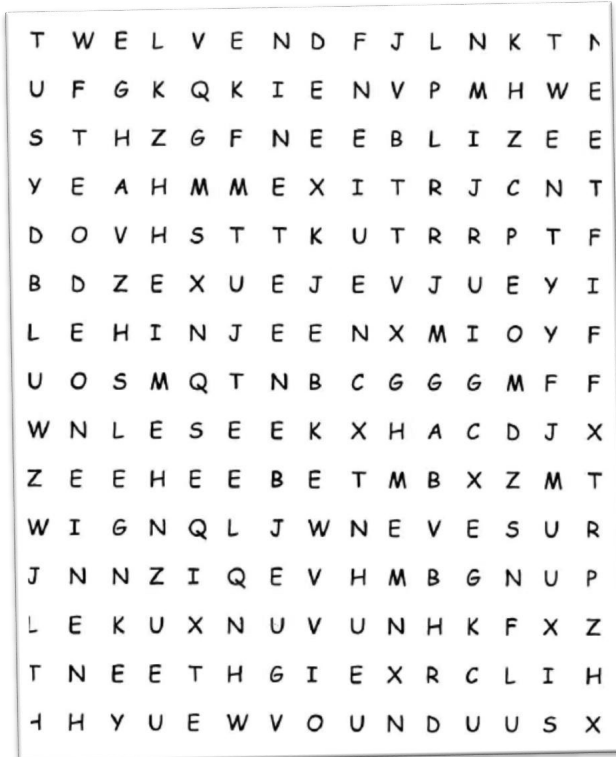 T W E L V E N D F J L N K T N
U F G K Q K I E N V P M H W E
S T H Z G F N E E B L I Z E E
Y E A H M M E X I T R J C N T
D O V H S T T K U T R R P T F
B D Z E X U E J E V J U E Y I
L E H I N J E E N X M I O Y F
U O S M Q T N B C G G G M F F
W N L E S E E K X H A C D J X
Z E E H E E B E T M B X Z M T
W I G N Q L J W N E V E S U R
J N N Z I Q E V H M B G N U P
L E K U X N U V U N H K F X Z
T N E E T H G I E X R C L I H
H H Y U E W V O U N D U U S X